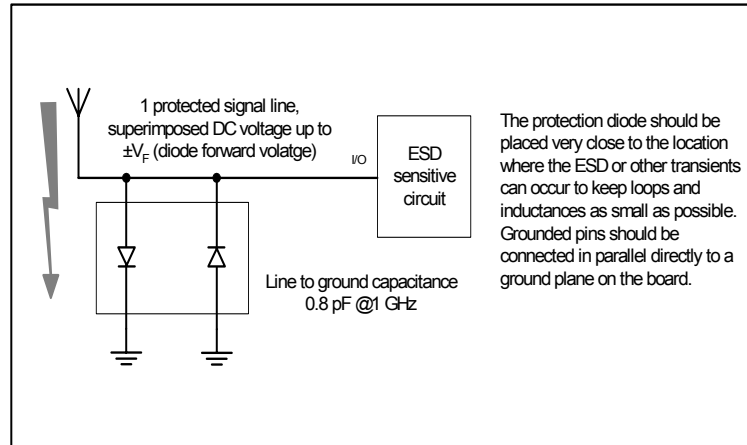 1 protected signal line,
superimposed DC voltage up to
±VF (diode forward volatge)
I/O
ESD
sensitive
circuit
Line to ground capacitance
0.8 pF @1 GHz
The protection diode should be
placed very close to the location
where the ESD or other transients
can occur to keep loops and
inductances as small as possible.
Grounded pins should be
connected in parallel directly to a
ground plane on the board.